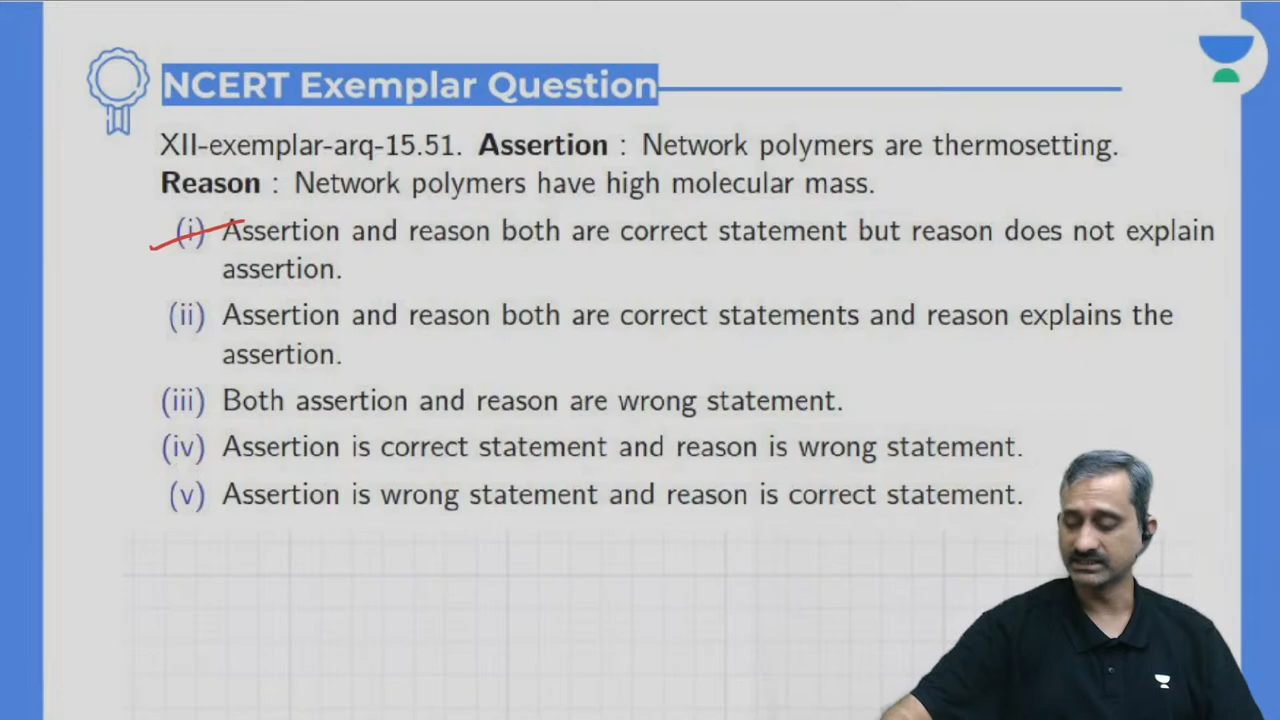 NCERT Exemplar Question
XII-exemplar-arq-15.51. Assertion : Network polymers are thermosetting.
Reason : Network polymers have high molecular mass.
(i) Assertion and reason both are correct statement but reason does not explain
assertion.
(ii) Assertion and reason both are correct statements and reason explains the
assertion.
(iii) Both assertion and reason are wrong statement.
(iv) Assertion is correct statement and reason is wrong statement.
(v) Assertion is wrong statement and reason is correct statement.